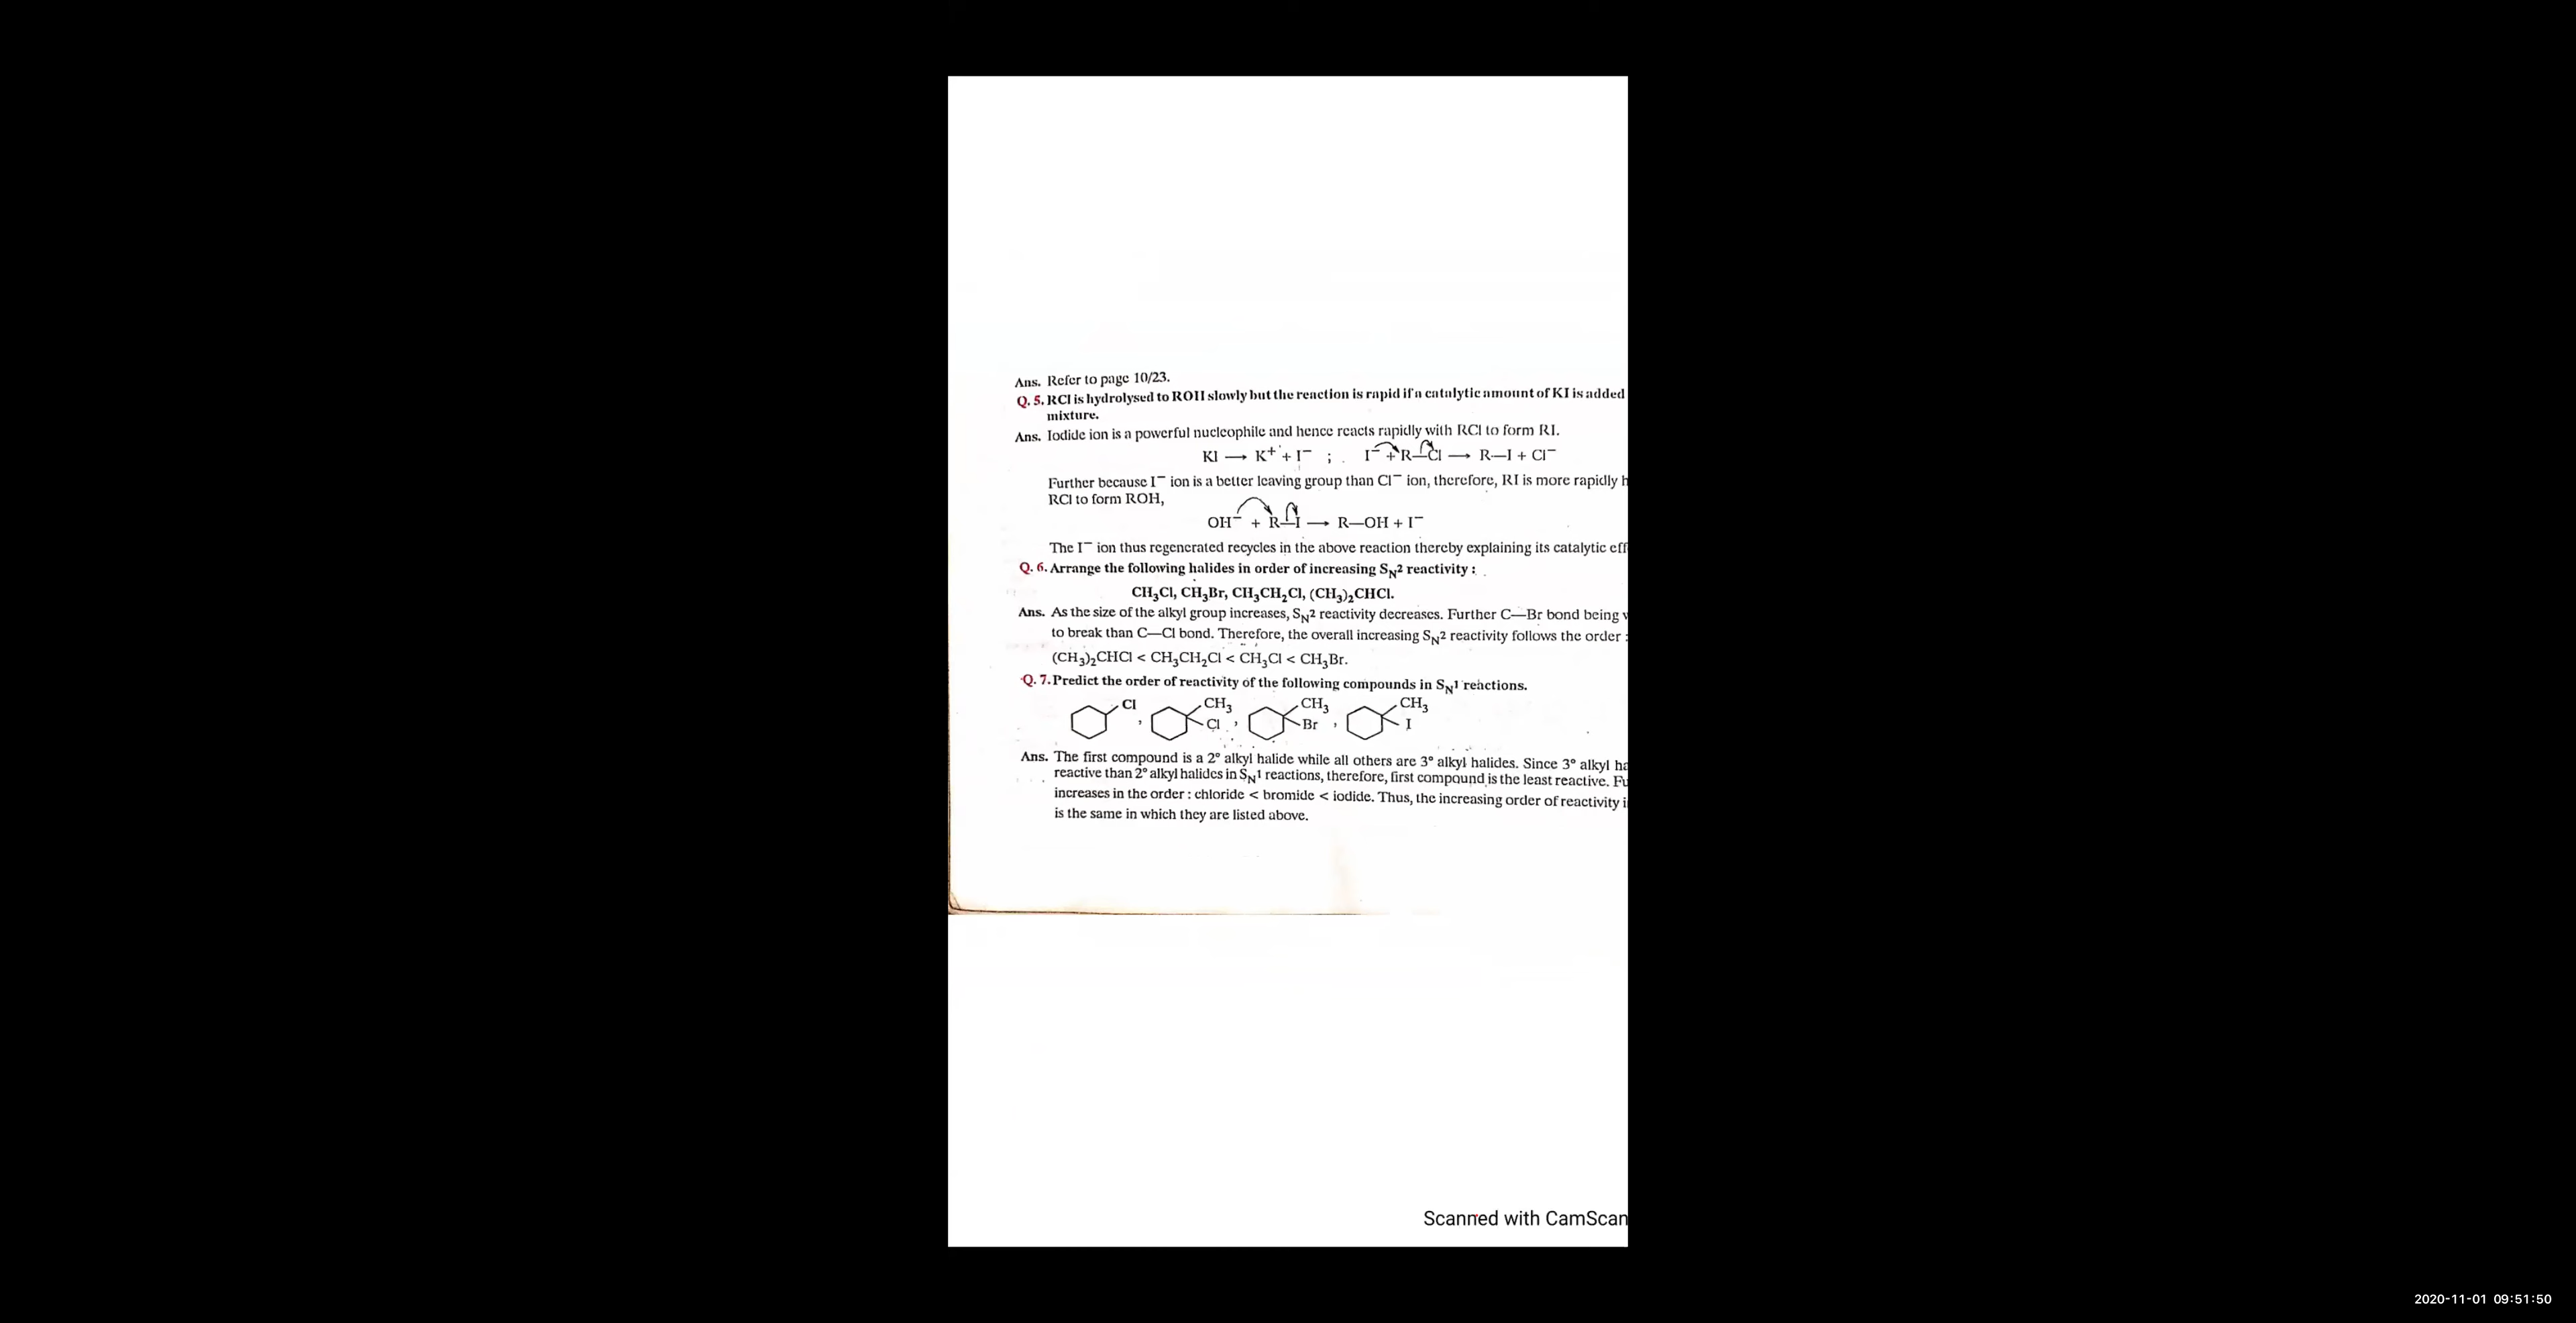 Ans. Refer to page 10/23.
Q. 5. RCl is hydrolysed to ROH slowly but the reaction is rapid if a catalytic amount of KI is added
mixture.
Ans. Iodide ion is a powerful nucleophile and hence reacts rapidly with RCl to form RI.
KI ⟶ K⁺ + I⁻ ; I⁻ + R—Cl ⟶ R—I + Cl⁻
Further because I⁻ ion is a better leaving group than Cl⁻ ion, therefore, RI is more rapidly h
RCl to form ROH,
OH⁻ + R—I ⟶ R—OH + I⁻
The I⁻ ion thus regenerated recycles in the above reaction thereby explaining its catalytic eff
Q. 6. Arrange the following halides in order of increasing S_N2 reactivity :
CH₃Cl, CH₃Br, CH₃CH₂Cl, (CH₃)₂CHCl.
Ans. As the size of the alkyl group increases, S_N2 reactivity decreases. Further C—Br bond being w
to break than C—Cl bond. Therefore, the overall increasing S_N2 reactivity follows the order :
(CH₃)₂CHCl < CH₃CH₂Cl < CH₃Cl < CH₃Br.
Q. 7. Predict the order of reactivity of the following compounds in S_N1 reactions.
Cl , CH₃ Cl , CH₃ Br , CH₃ I
Ans. The first compound is a 2° alkyl halide while all others are 3° alkyl halides. Since 3° alkyl ha
reactive than 2° alkyl halides in S_N1 reactions, therefore, first compound is the least reactive. Fu
increases in the order : chloride < bromide < iodide. Thus, the increasing order of reactivity i
is the same in which they are listed above.
Scanned with CamScan
2020-11-01 09:51:50